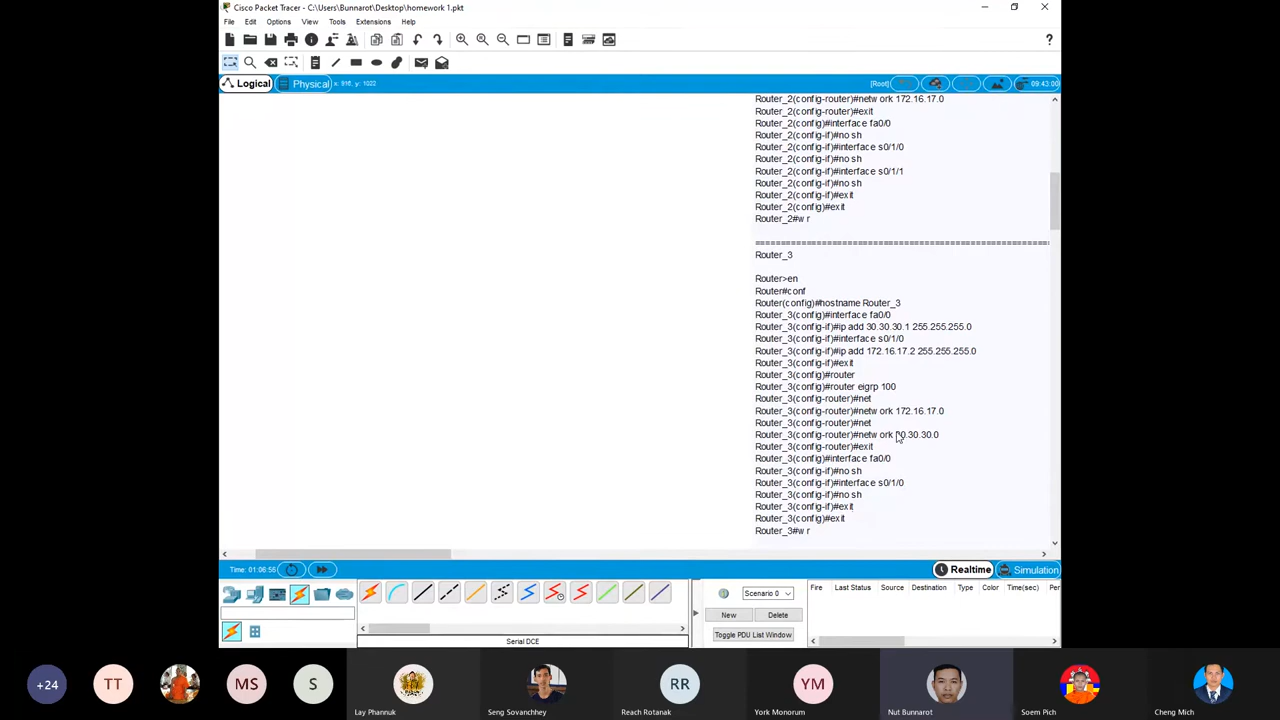 Cisco Packet Tracer - C:\Users\Bunnarot\Desktop\homework 1.pkt
File Edit Options View Tools Extensions Help
Logical Physical x: 916, y: 1022 [Root] 09:43:00
Router_2(config-router)#netw ork 172.16.17.0
Router_2(config-router)#exit
Router_2(config)#interface fa0/0
Router_2(config-if)#no sh
Router_2(config-if)#interface s0/1/0
Router_2(config-if)#no sh
Router_2(config-if)#interface s0/1/1
Router_2(config-if)#no sh
Router_2(config-if)#exit
Router_2(config)#exit
Router_2#w r
==========================================================
Router_3
Router>en
Router#conf
Router(config)#hostname Router_3
Router_3(config)#interface fa0/0
Router_3(config-if)#ip add 30.30.30.1 255.255.255.0
Router_3(config-if)#interface s0/1/0
Router_3(config-if)#ip add 172.16.17.2 255.255.255.0
Router_3(config-if)#exit
Router_3(config)#router
Router_3(config)#router eigrp 100
Router_3(config-router)#net
Router_3(config-router)#netw ork 172.16.17.0
Router_3(config-router)#net
Router_3(config-router)#netw ork 30.30.30.0
Router_3(config-router)#exit
Router_3(config)#interface fa0/0
Router_3(config-if)#no sh
Router_3(config-if)#interface s0/1/0
Router_3(config-if)#no sh
Router_3(config-if)#exit
Router_3(config)#exit
Router_3#w r
Time: 01:06:55 Realtime Simulation
Scenario 0 Fire Last Status Source Destination Type Color Time(sec) Per
New Delete
Toggle PDU List Window
Serial DCE
+24 TT MS S RR YM
Lay Phannuk Seng Sovanchhey Reach Rotanak York Monorum Nut Bunnarot Soem Pich Cheng Mich